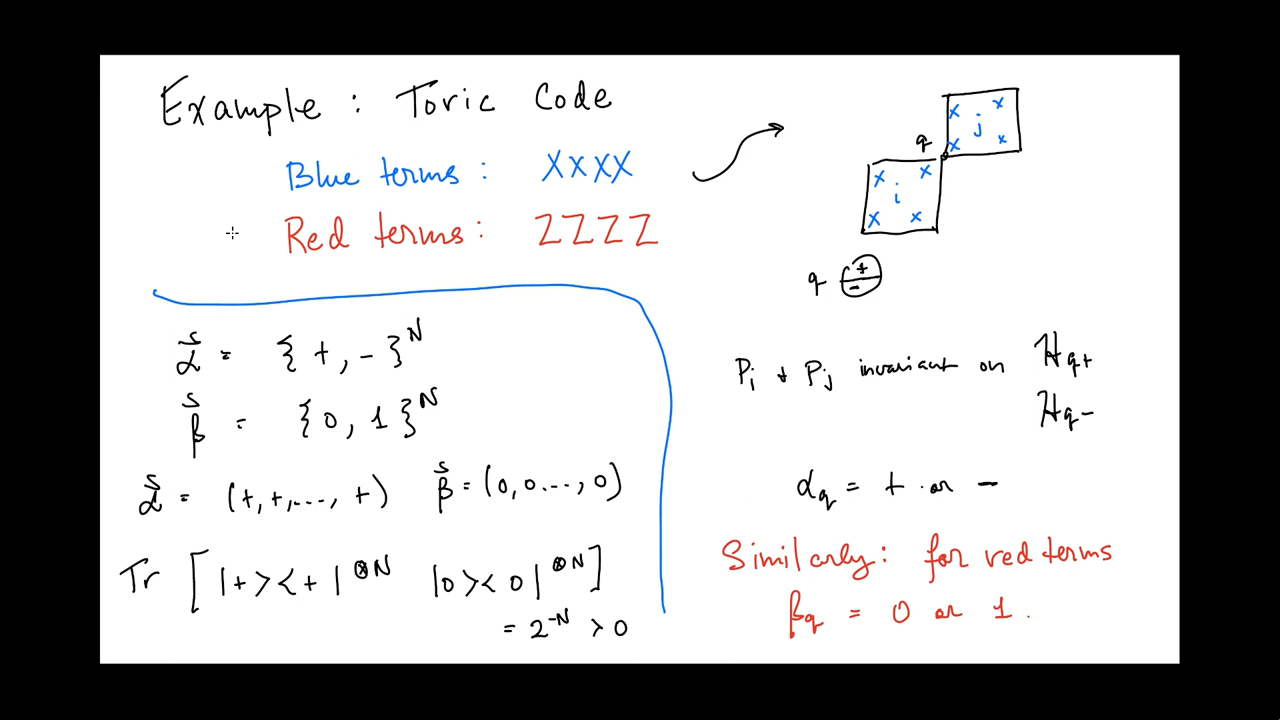 Example : Toric Code
Blue terms : XXXX
Red terms : ZZZZ
α⃗ = {+, -}^N
β⃗ = {0, 1}^N
α⃗ = (+,+,..., +) β⃗ = (0,0...,0)
Tr [ |+><+|^⊗N |0><0|^⊗N ]
= 2^-N > 0
x x
j
x x
q
x x
i
x x
q + -
P_i & P_j invariant on H_q+
H_q-
α_q = + or -
Similarly : for red terms
β_q = 0 or 1.